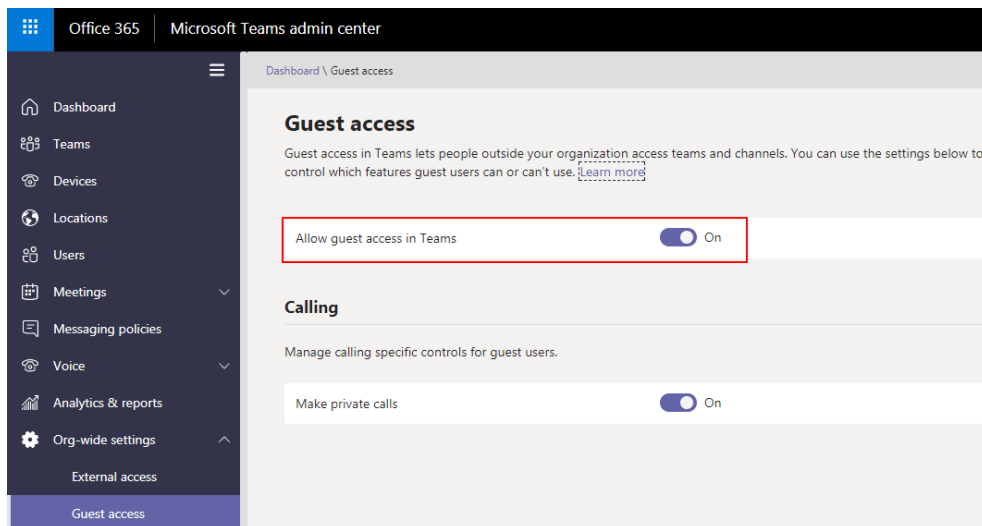 Office 365 Microsoft Teams admin center
Dashboard \ Guest access
Dashboard
Teams
Devices
Locations
Users
Meetings
Messaging policies
Voice
Analytics & reports
Org-wide settings
External access
Guest access
Guest access
Guest access in Teams lets people outside your organization access teams and channels. You can use the settings below to
control which features guest users can or can't use. Learn more
Allow guest access in Teams On
Calling
Manage calling specific controls for guest users.
Make private calls On